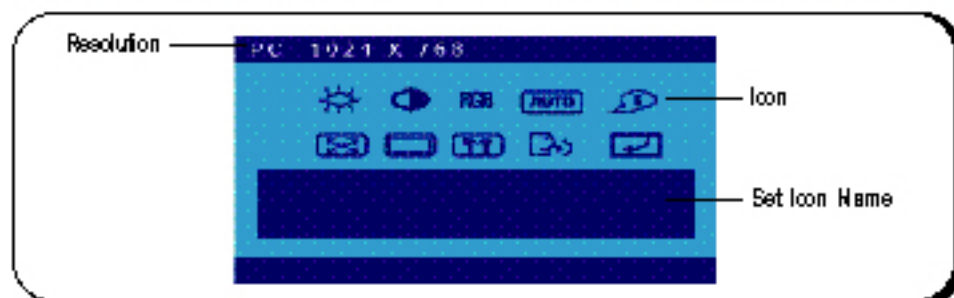 Resolution
PC 1024 X 768
RGB
AUTO
Icon
Set Icon Name